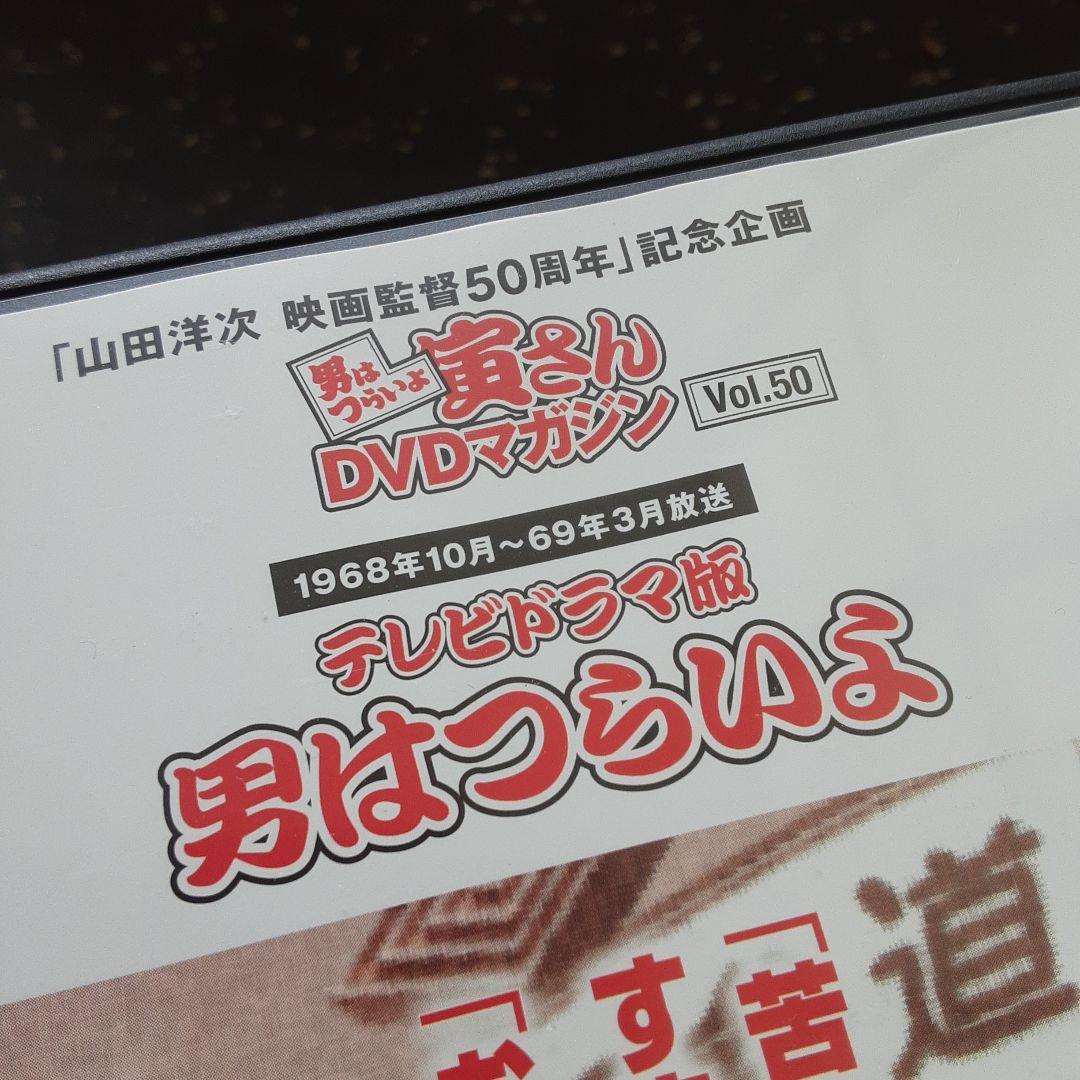 「山田洋次 映画監督50周年」記念企画
男は
つらいよ
寅さん
DVDマガジン
Vol.50
1968年10月～69年3月放送
テレビドラマ版
男はつらいよ
道
「苦
す
「お